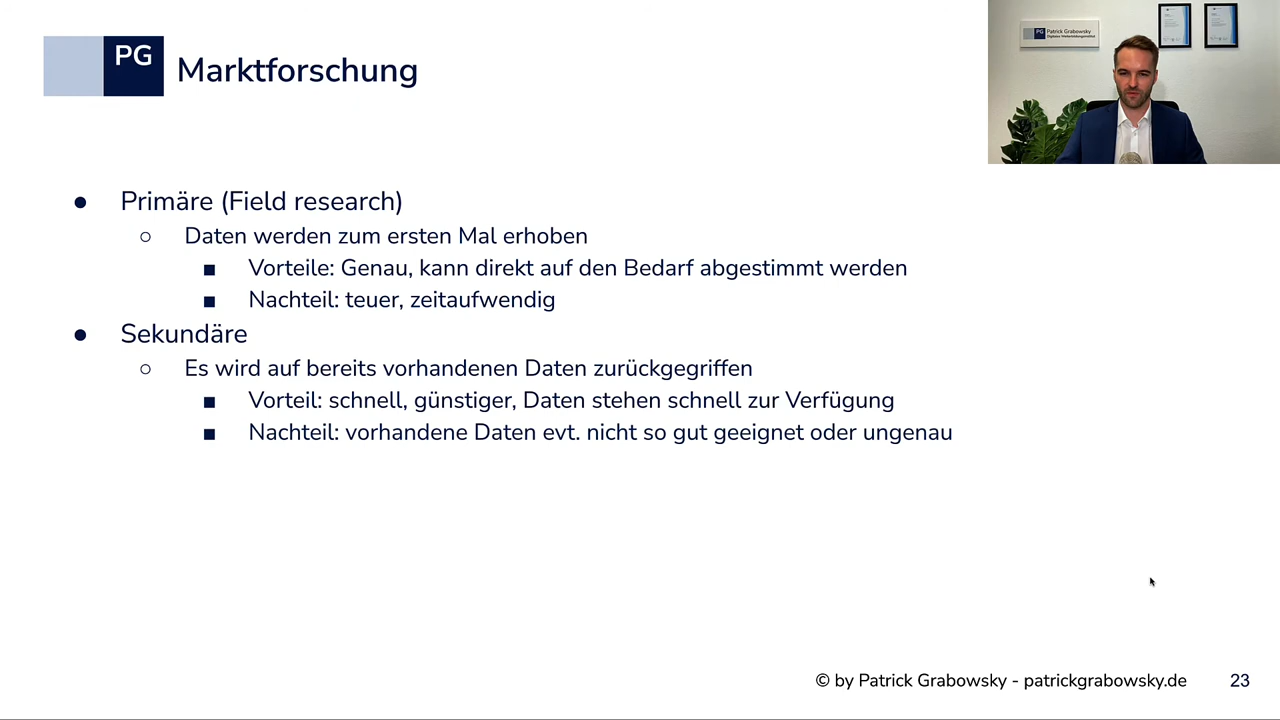 PG
Marktforschung
PG Patrick Grabowsky
● Primäre (Field research)
○ Daten werden zum ersten Mal erhoben
■ Vorteile: Genau, kann direkt auf den Bedarf abgestimmt werden
■ Nachteil: teuer, zeitaufwendig
● Sekundäre
○ Es wird auf bereits vorhandenen Daten zurückgegriffen
■ Vorteil: schnell, günstiger, Daten stehen schnell zur Verfügung
■ Nachteil: vorhandene Daten evt. nicht so gut geeignet oder ungenau
© by Patrick Grabowsky - patrickgrabowsky.de 23